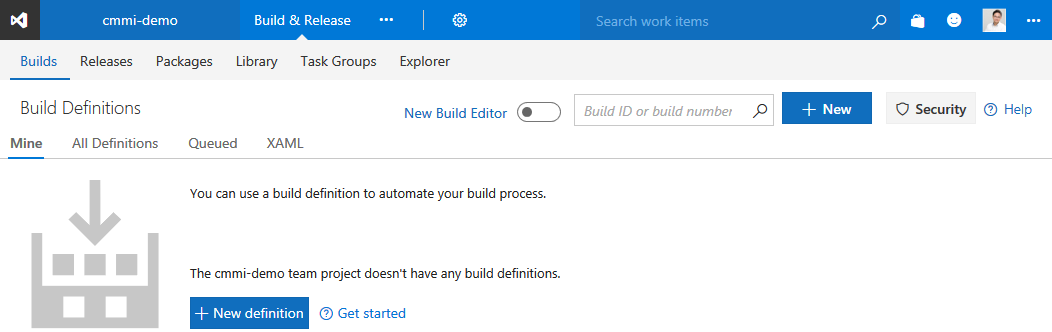 cmmi-demo Build & Release ••• Search work items •••
Builds Releases Packages Library Task Groups Explorer
Build Definitions New Build Editor Build ID or build number + New Security Help
Mine All Definitions Queued XAML
You can use a build definition to automate your build process.
The cmmi-demo team project doesn't have any build definitions.
+ New definition Get started